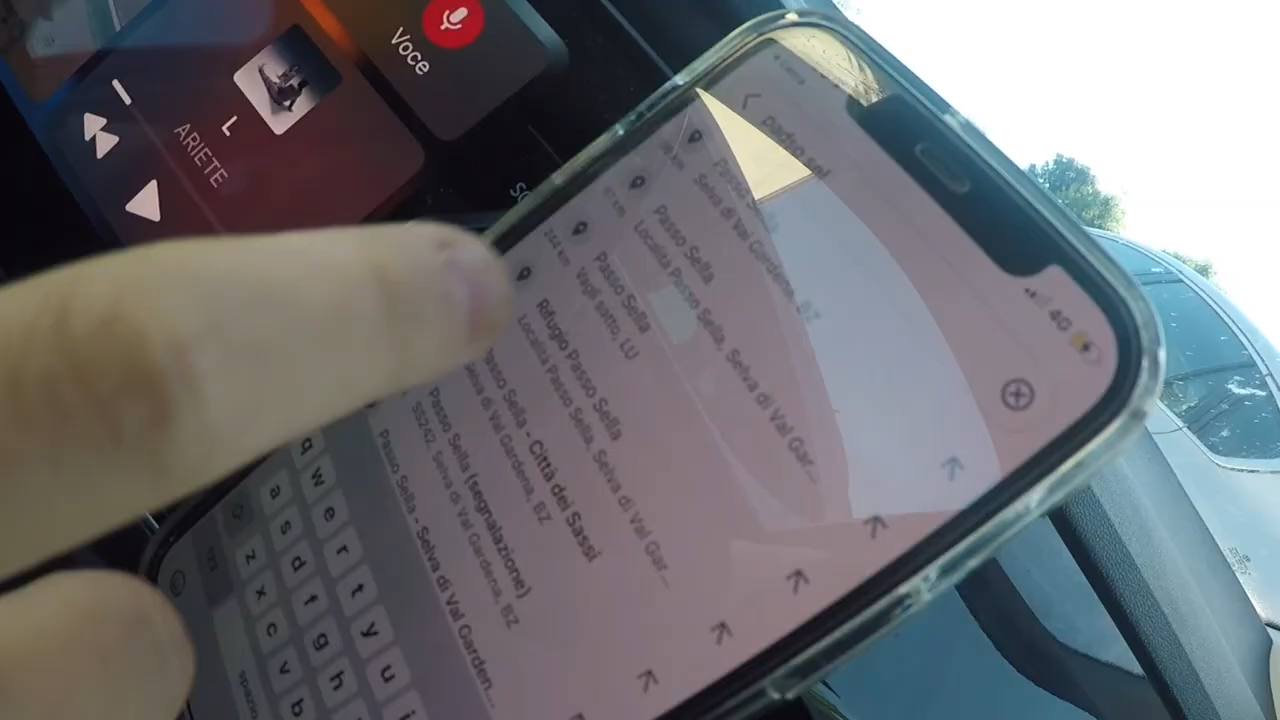 Voce
L
ARIETE
4G
Passo
Selva di Val Gardena, BZ
Passo Sella
Località Passo Sella, Selva di Val Gar...
Passo Sella
Vagli sotto, LU
Rifugio Passo Sella
Località Passo Sella, Selva di Val Gar...
Passo Sella - Città dei Sassi
Selva di Val Gardena, BZ
Passo Sella (segnalazione)
SS242, Selva di Val Gardena, BZ
Passo Sella - Selva di Val Garden...
q w e r t y u i
a s d f g h
z x c v b
123
spazio